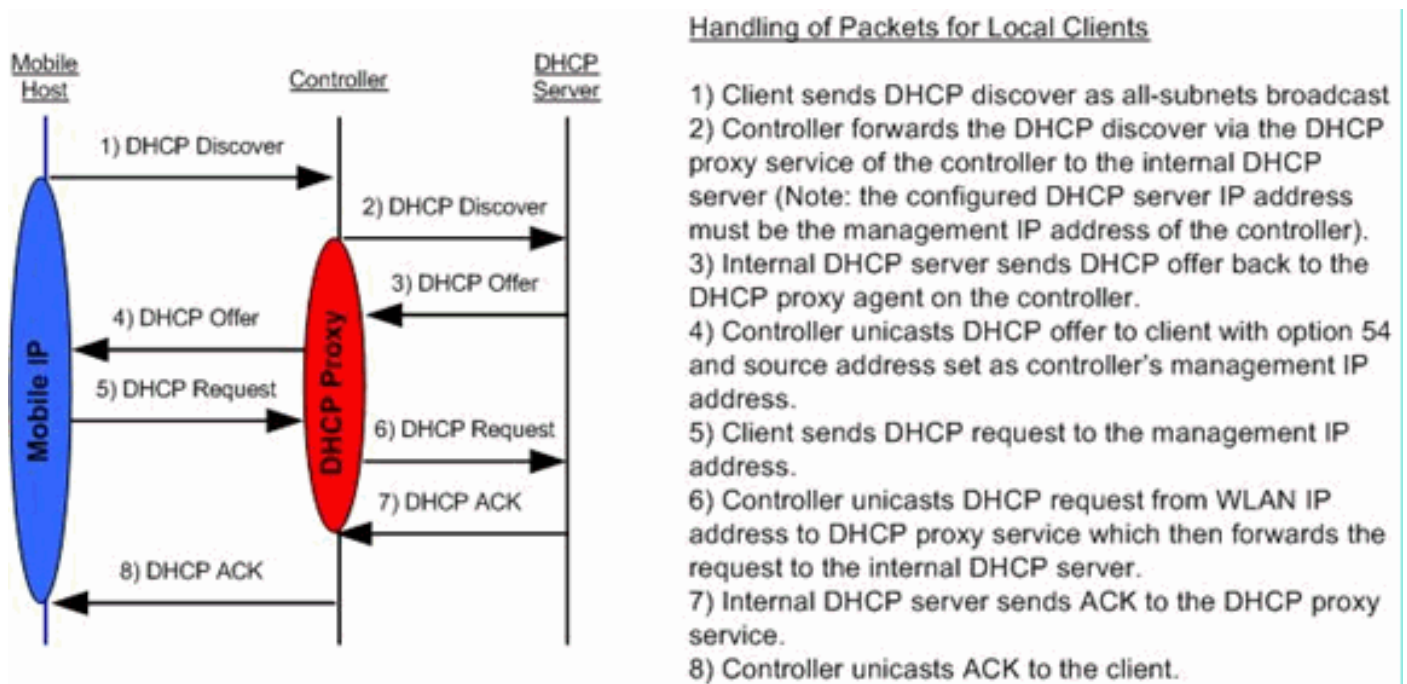 Mobile
Host
Controller
DHCP
Server
1) DHCP Discover
2) DHCP Discover
3) DHCP Offer
4) DHCP Offer
5) DHCP Request
6) DHCP Request
7) DHCP ACK
8) DHCP ACK
Mobile IP
DHCP Proxy
Handling of Packets for Local Clients
1) Client sends DHCP discover as all-subnets broadcast
2) Controller forwards the DHCP discover via the DHCP
proxy service of the controller to the internal DHCP
server (Note: the configured DHCP server IP address
must be the management IP address of the controller).
3) Internal DHCP server sends DHCP offer back to the
DHCP proxy agent on the controller.
4) Controller unicasts DHCP offer to client with option 54
and source address set as controller's management IP
address.
5) Client sends DHCP request to the management IP
address.
6) Controller unicasts DHCP request from WLAN IP
address to DHCP proxy service which then forwards the
request to the internal DHCP server.
7) Internal DHCP server sends ACK to the DHCP proxy
service.
8) Controller unicasts ACK to the client.